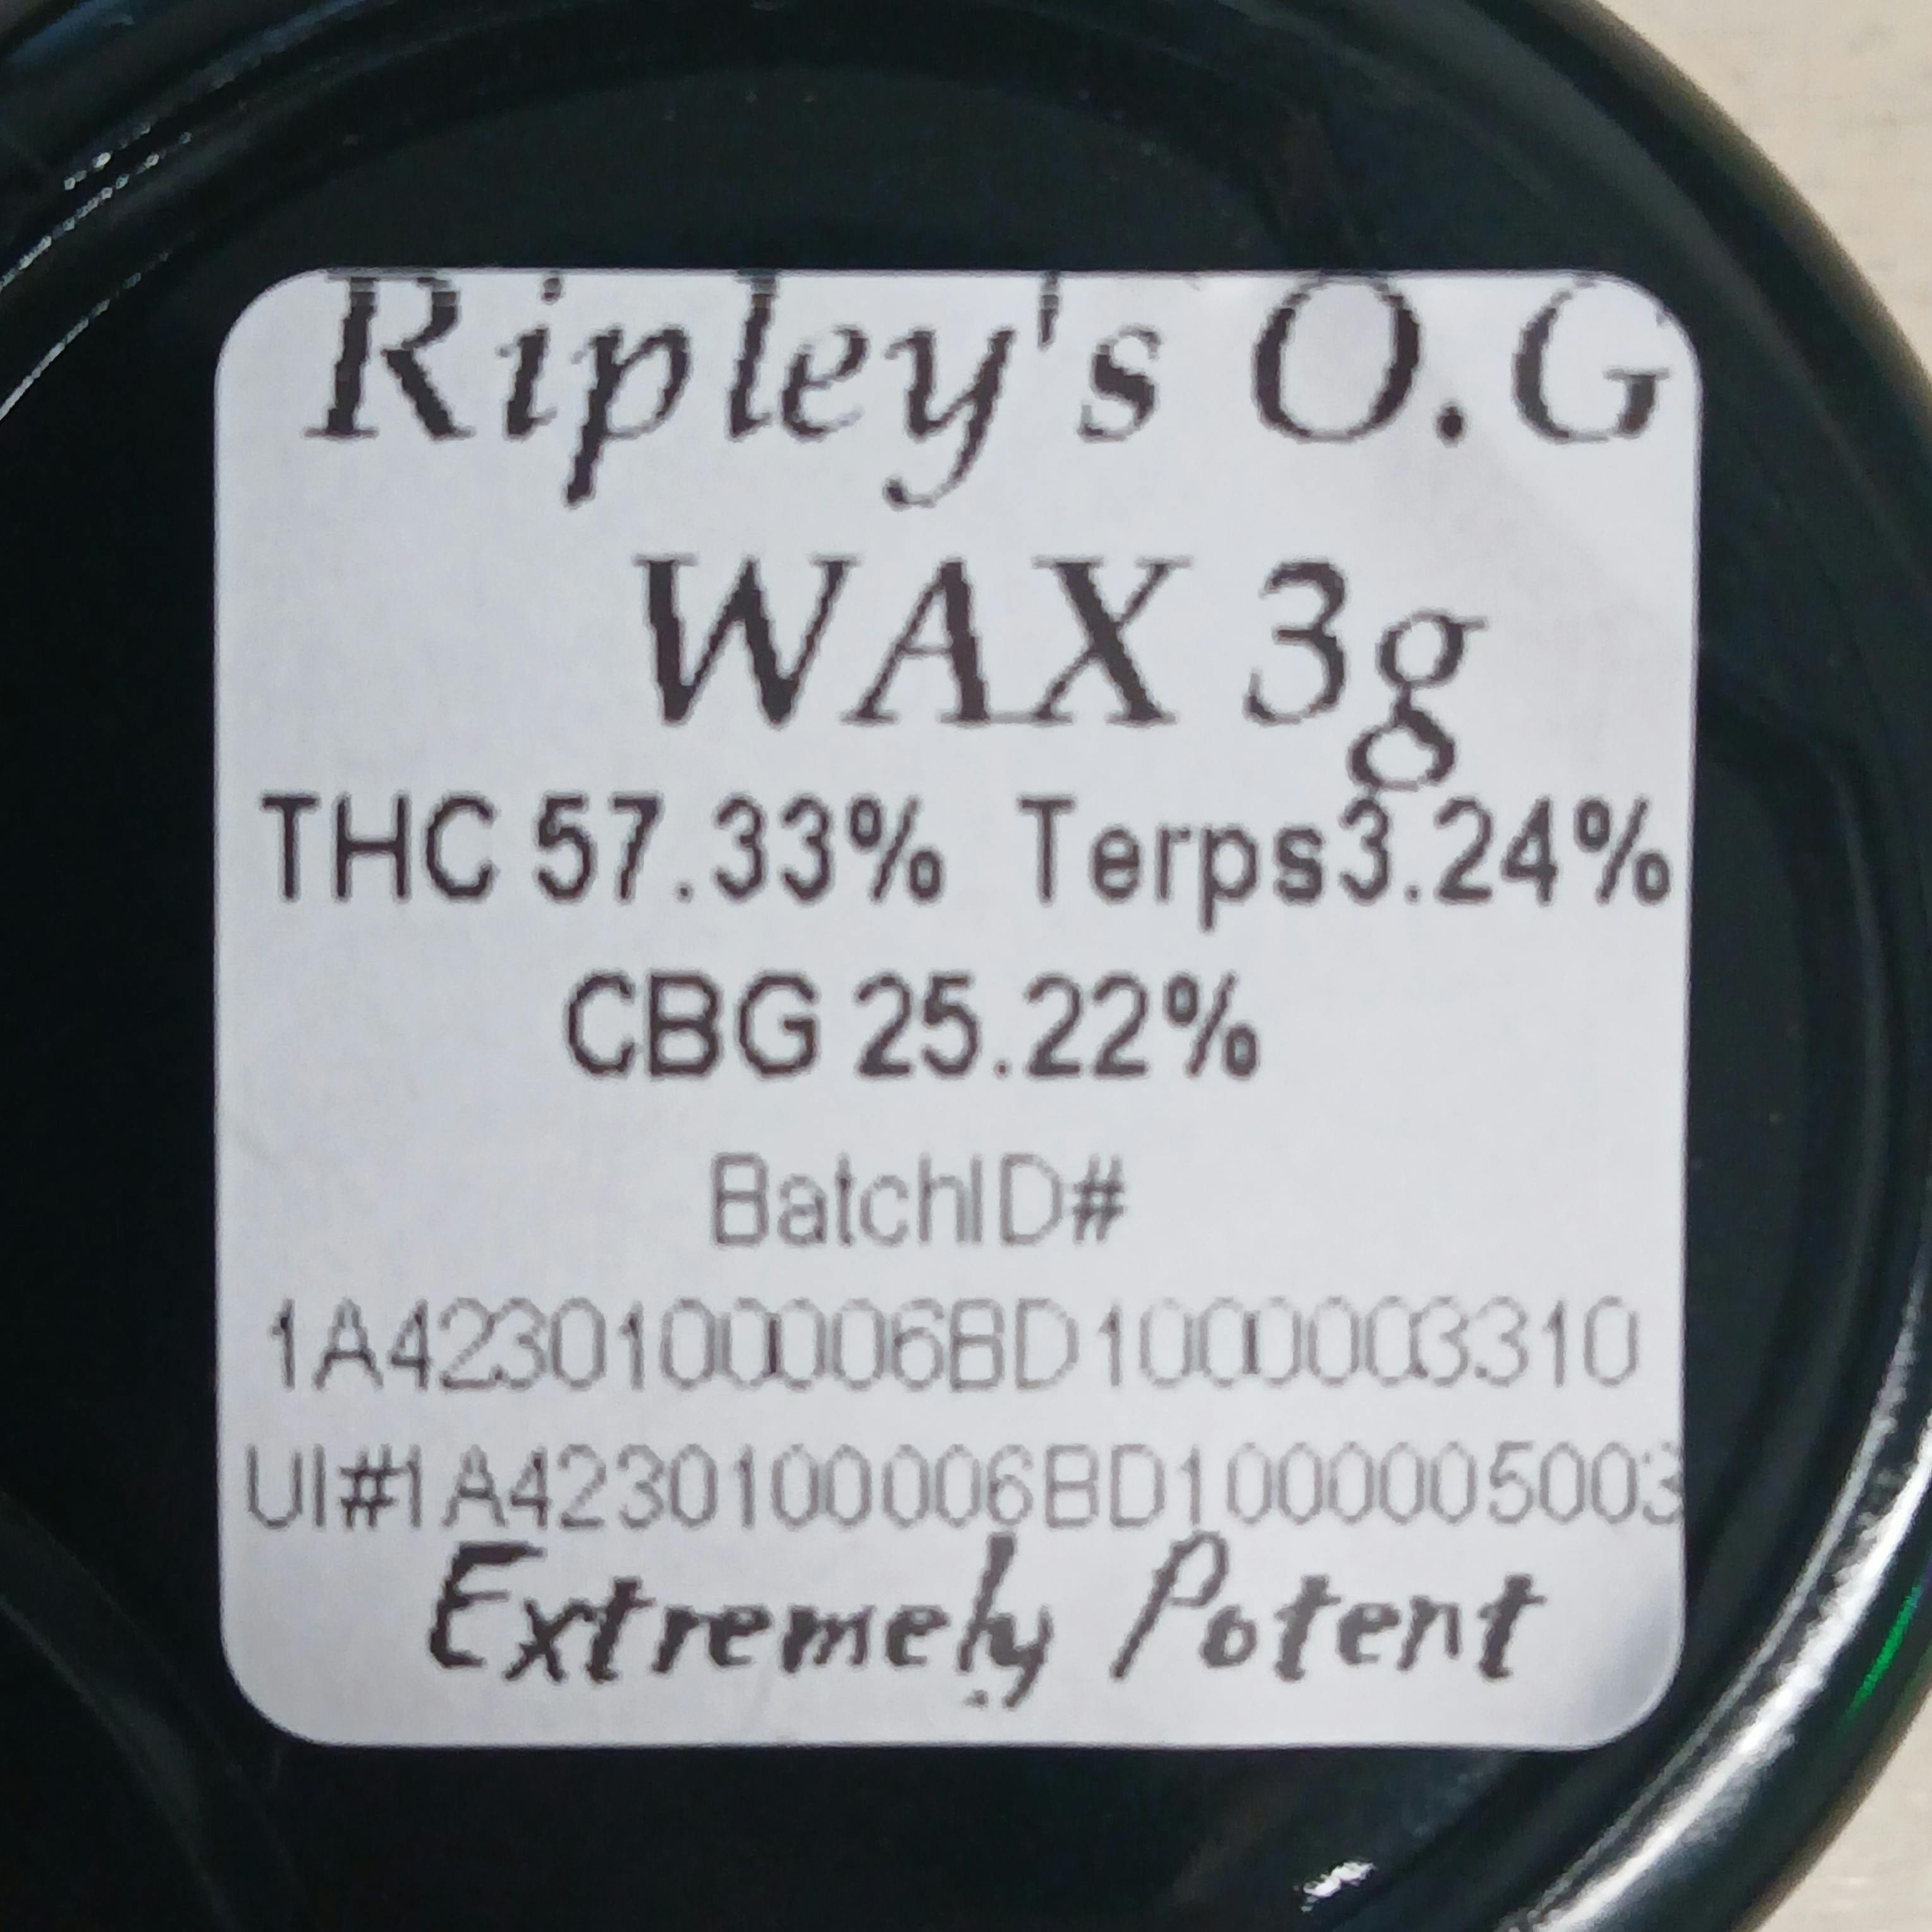 Ripley's O.G
WAX 3g
THC 57.33% Terps3.24%
CBG 25.22%
BatchID#
1A4230100006BD1000003310
UI#1A4230100006BD1000005003
Extremely Potent